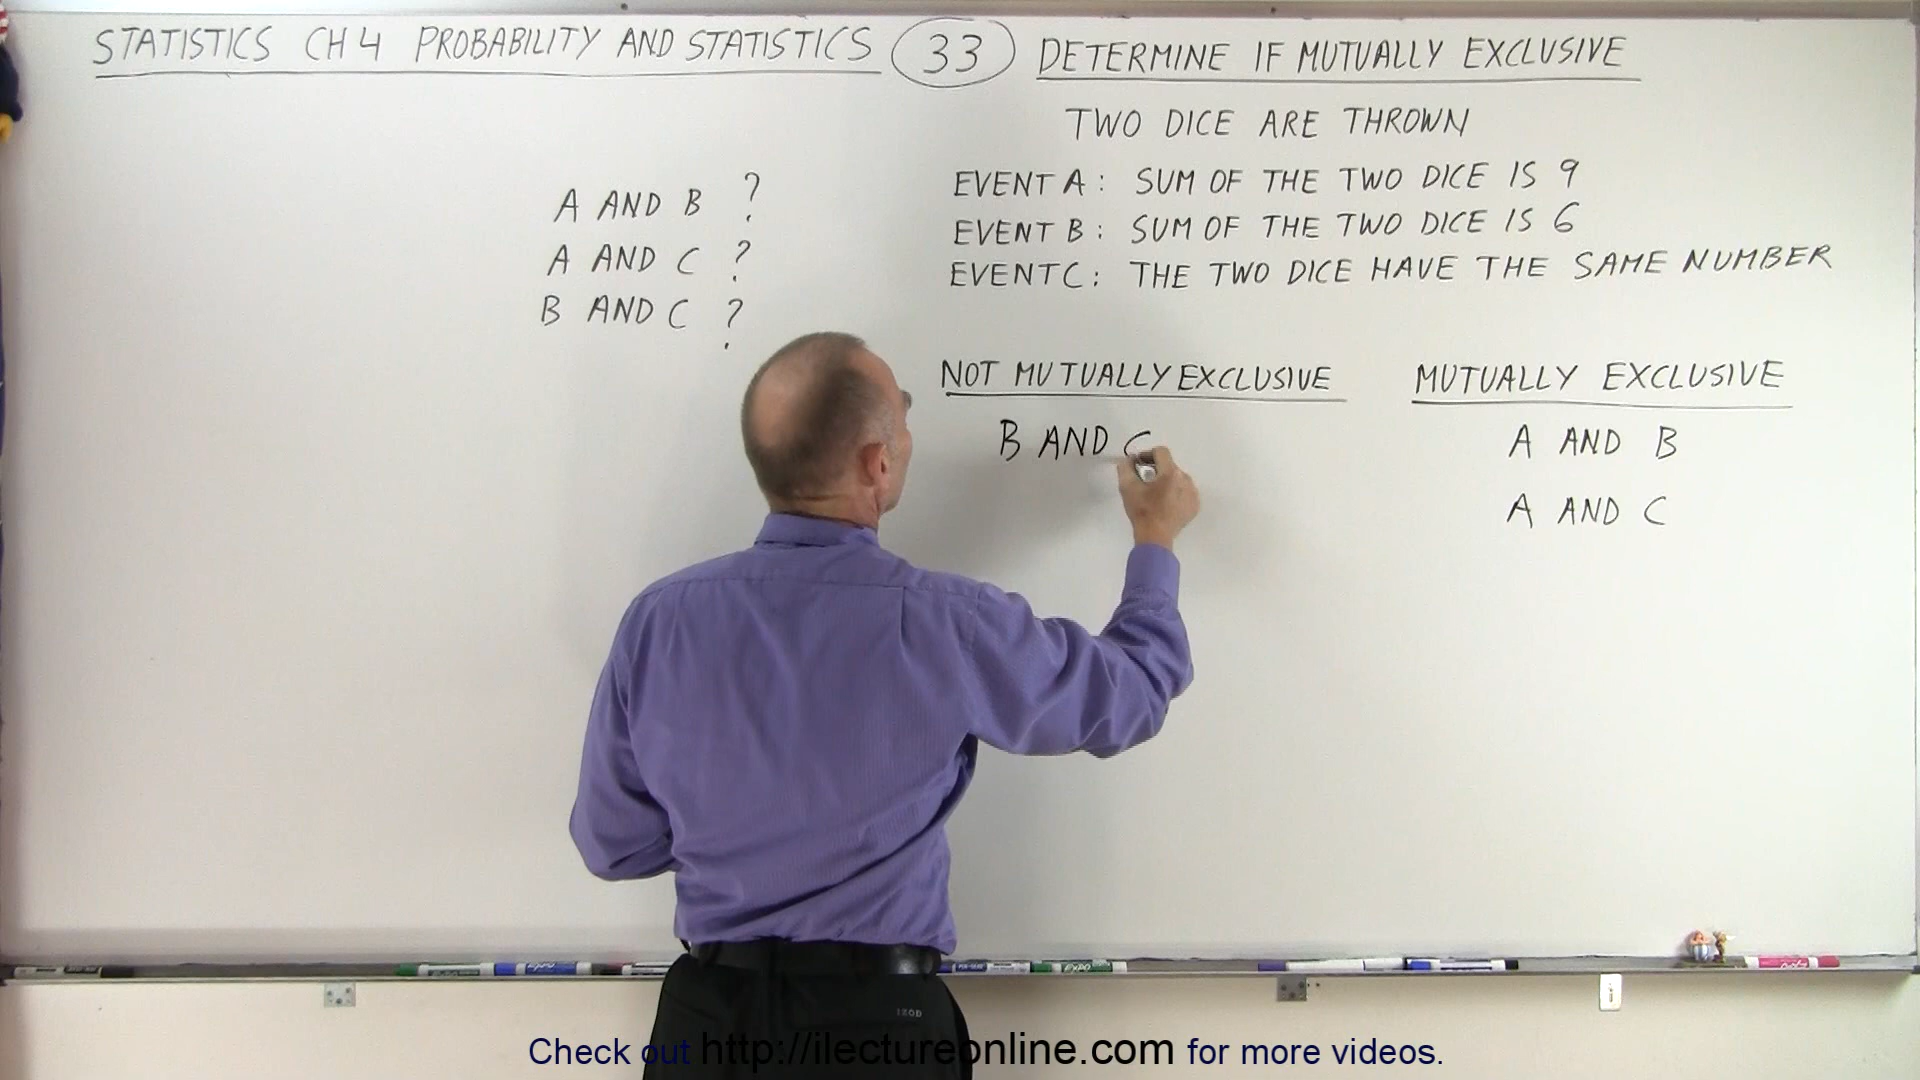 STATISTICS CH 4 PROBABILITY AND STATISTICS 33 DETERMINE IF MUTUALLY EXCLUSIVE
TWO DICE ARE THROWN
EVENT A: SUM OF THE TWO DICE IS 9
EVENT B: SUM OF THE TWO DICE IS 6
EVENT C: THE TWO DICE HAVE THE SAME NUMBER
A AND B ?
A AND C ?
B AND C ?
NOT MUTUALLY EXCLUSIVE
B AND C
MUTUALLY EXCLUSIVE
A AND B
A AND C
EXPO
IZOD
Check out http://ilectureonline.com for more videos.